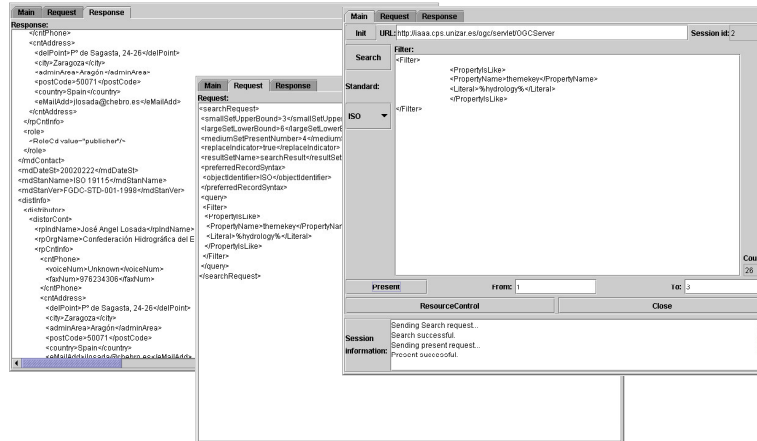 Main Request Response
Response:
</cntPhone>
<cntAddress>
<delPoint>Pº de Sagasta, 24-26</delPoint>
<city>Zaragoza</city>
<adminArea>Aragón</adminArea>
<postCode>50071</postCode>
<country>Spain</country>
<eMailAdd>jlosada@chebro.es</eMailAdd>
</cntAddress>
</rpCntInfo>
<role>
<RoleCd value="publisher"/>
</role>
</mdContact>
<mdDateSt>20020222</mdDateSt>
<mdStanName>ISO 19115</mdStanName>
<mdStanVer>FGDC-STD-001-1998</mdStanVer>
<distInfo>
<distributor>
<distorCont>
<rpIndName>José Angel Losada</rpIndName>
<rpOrgName>Confederación Hidrográfica del E
<rpCntInfo>
<cntPhone>
<voiceNum>Unknown</voiceNum>
<faxNum>976234306</faxNum>
</cntPhone>
<cntAddress>
<delPoint>Pº de Sagasta, 24-26</delPoint>
<city>Zaragoza</city>
<adminArea>Aragón</adminArea>
<postCode>50071</postCode>
<country>Spain</country>
<eMailAdd>jlosada@chebro.es</eMailAdd>
Main Request Response
Request:
<searchRequest>
<smallSetUpperBound>3</smallSetUpper
<largeSetLowerBound>6</largeSetLowerB
<mediumSetPresentNumber>4</medium
<replaceIndicator>true</replaceIndicator>
<resultSetName>searchResult</resultSet
<preferredRecordSyntax>
<objectIdentifier>ISO</objectIdentifier>
</preferredRecordSyntax>
<query>
<Filter>
<PropertyIsLike>
<PropertyName>themekey</PropertyNar
<Literal>%hydrology%</Literal>
</PropertyIsLike>
</Filter>
</query>
</searchRequest>
Main Request Response
Init URL: http://iaaa.cps.unizar.es/ogc/servlet/OGCServer Session id: 2
Search
Filter:
<Filter>
<PropertyIsLike>
<PropertyName>themekey</PropertyName>
<Literal>%hydrology%</Literal>
</PropertyIsLike>
</Filter>
Standard:
ISO
Cou
26
Present From: 1 To: 3
ResourceControl Close
Session information:
Sending Search request...
Search successful.
Sending present request...
Present successful.